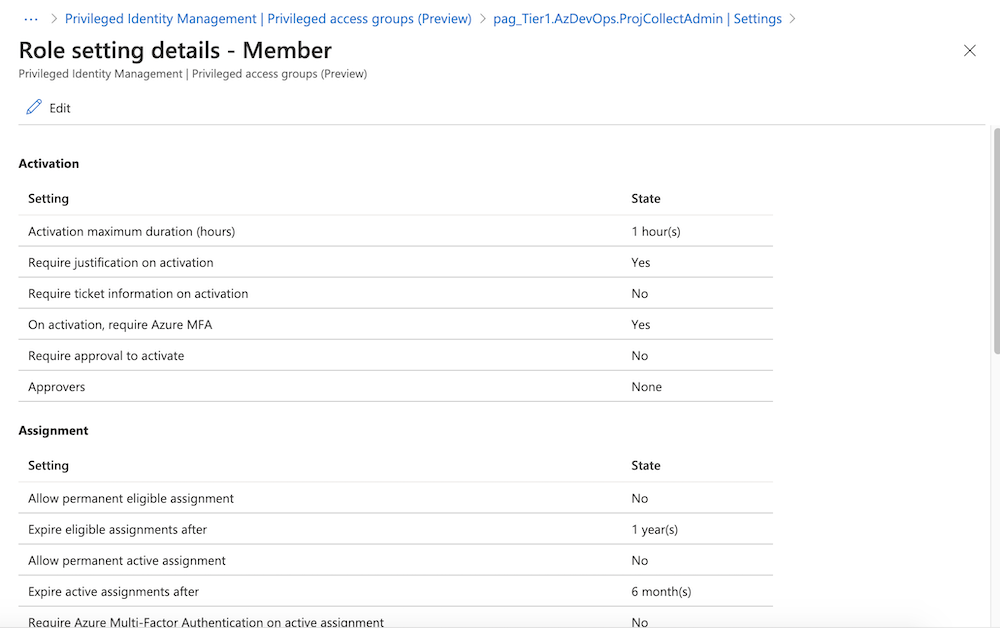 ··· > Privileged Identity Management | Privileged access groups (Preview) > pag_Tier1.AzDevOps.ProjCollectAdmin | Settings >
Role setting details - Member
Privileged Identity Management | Privileged access groups (Preview)
Edit
Activation
Setting State
Activation maximum duration (hours) 1 hour(s)
Require justification on activation Yes
Require ticket information on activation No
On activation, require Azure MFA Yes
Require approval to activate No
Approvers None
Assignment
Setting State
Allow permanent eligible assignment No
Expire eligible assignments after 1 year(s)
Allow permanent active assignment No
Expire active assignments after 6 month(s)
Require Azure Multi-Factor Authentication on active assignment No